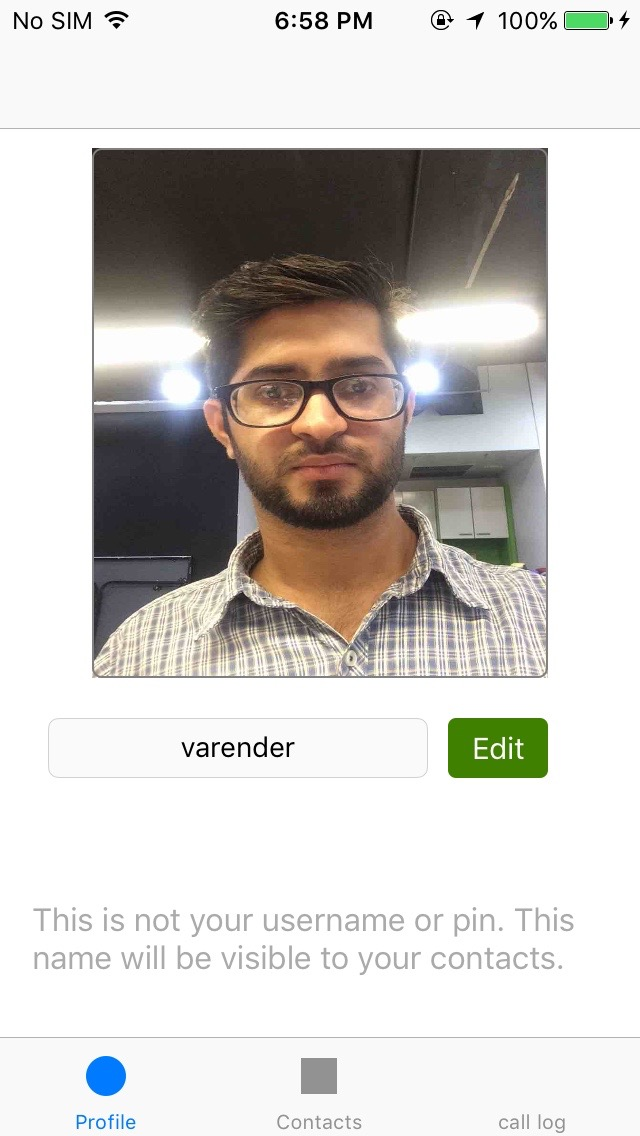 No SIM 6:58 PM 100%
varender
Edit
This is not your username or pin. This
name will be visible to your contacts.
Profile Contacts call log